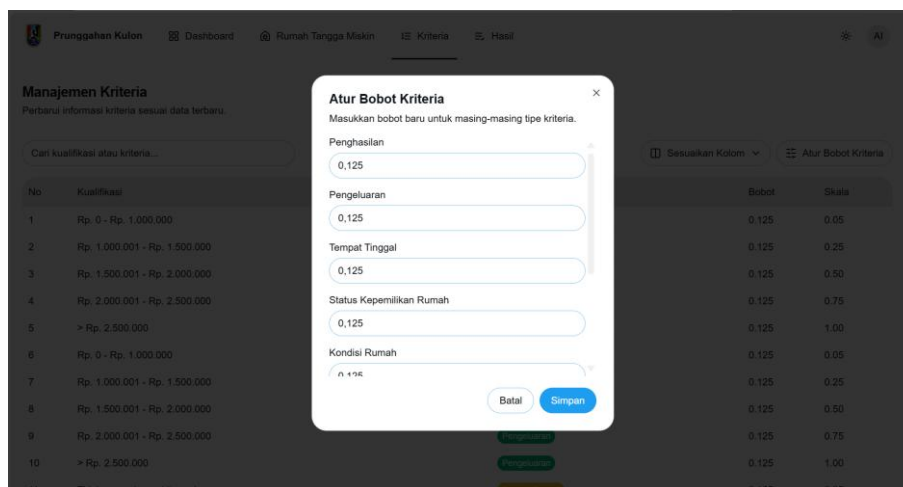 Prunggahan Kulon
Dashboard
Rumah Tangga Miskin
Kriteria
Hasil
AI
Manajemen Kriteria
Perbarui informasi kriteria sesuai data terbaru.
Cari kualifikasi atau kriteria...
Sesuaikan Kolom
Atur Bobot Kriteria
Atur Bobot Kriteria
Masukkan bobot baru untuk masing-masing tipe kriteria.
Penghasilan
0,125
Pengeluaran
0,125
Tempat Tinggal
0,125
Status Kepemilikan Rumah
0,125
Kondisi Rumah
0,125
Batal
Simpan
No Kualifikasi Bobot Skala
1 Rp. 0 - Rp. 1.000.000 0.125 0.05
2 Rp. 1.000.001 - Rp. 1.500.000 0.125 0.25
3 Rp. 1.500.001 - Rp. 2.000.000 0.125 0.50
4 Rp. 2.000.001 - Rp. 2.500.000 0.125 0.75
5 > Rp. 2.500.000 0.125 1.00
6 Rp. 0 - Rp. 1.000.000 0.125 0.05
7 Rp. 1.000.001 - Rp. 1.500.000 0.125 0.25
8 Rp. 1.500.001 - Rp. 2.000.000 0.125 0.50
9 Rp. 2.000.001 - Rp. 2.500.000 Pengeluaran 0.125 0.75
10 > Rp. 2.500.000 Pengeluaran 0.125 1.00